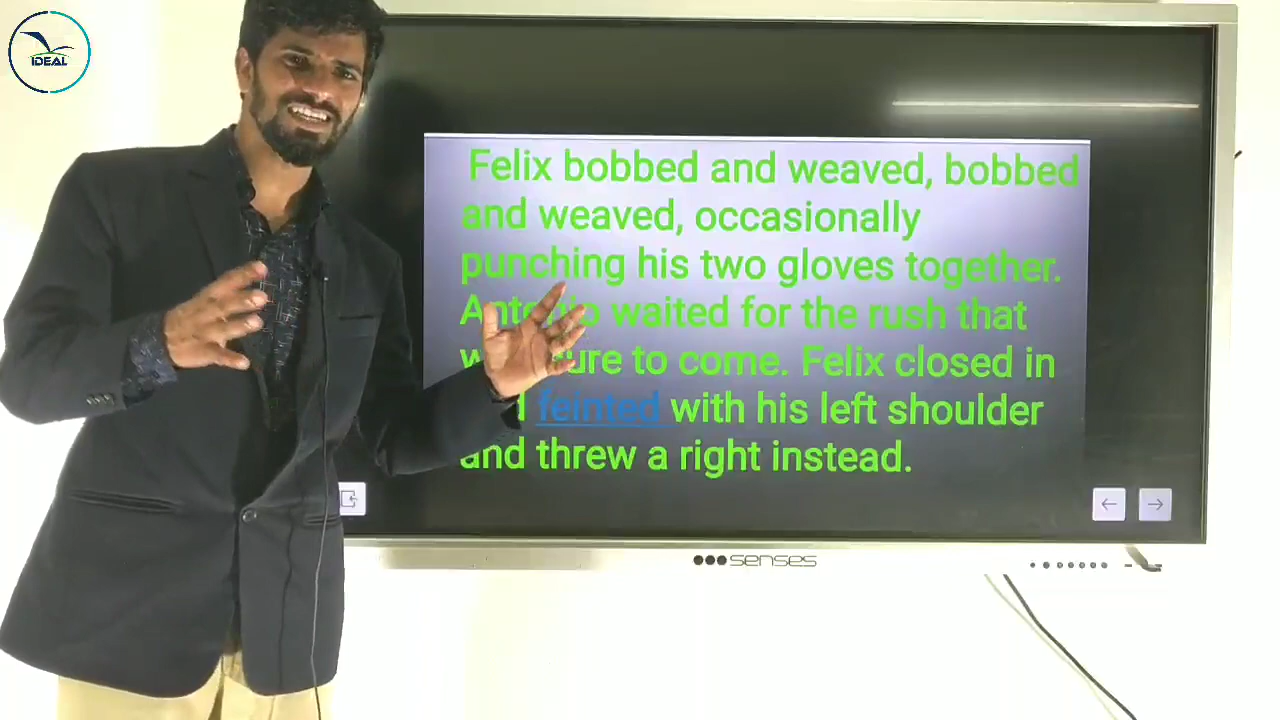 IDEAL
Felix bobbed and weaved, bobbed
and weaved, occasionally
punching his two gloves together.
waited for the rush that
to come. Felix closed in
feinted with his left shoulder
and threw a right instead.
senses